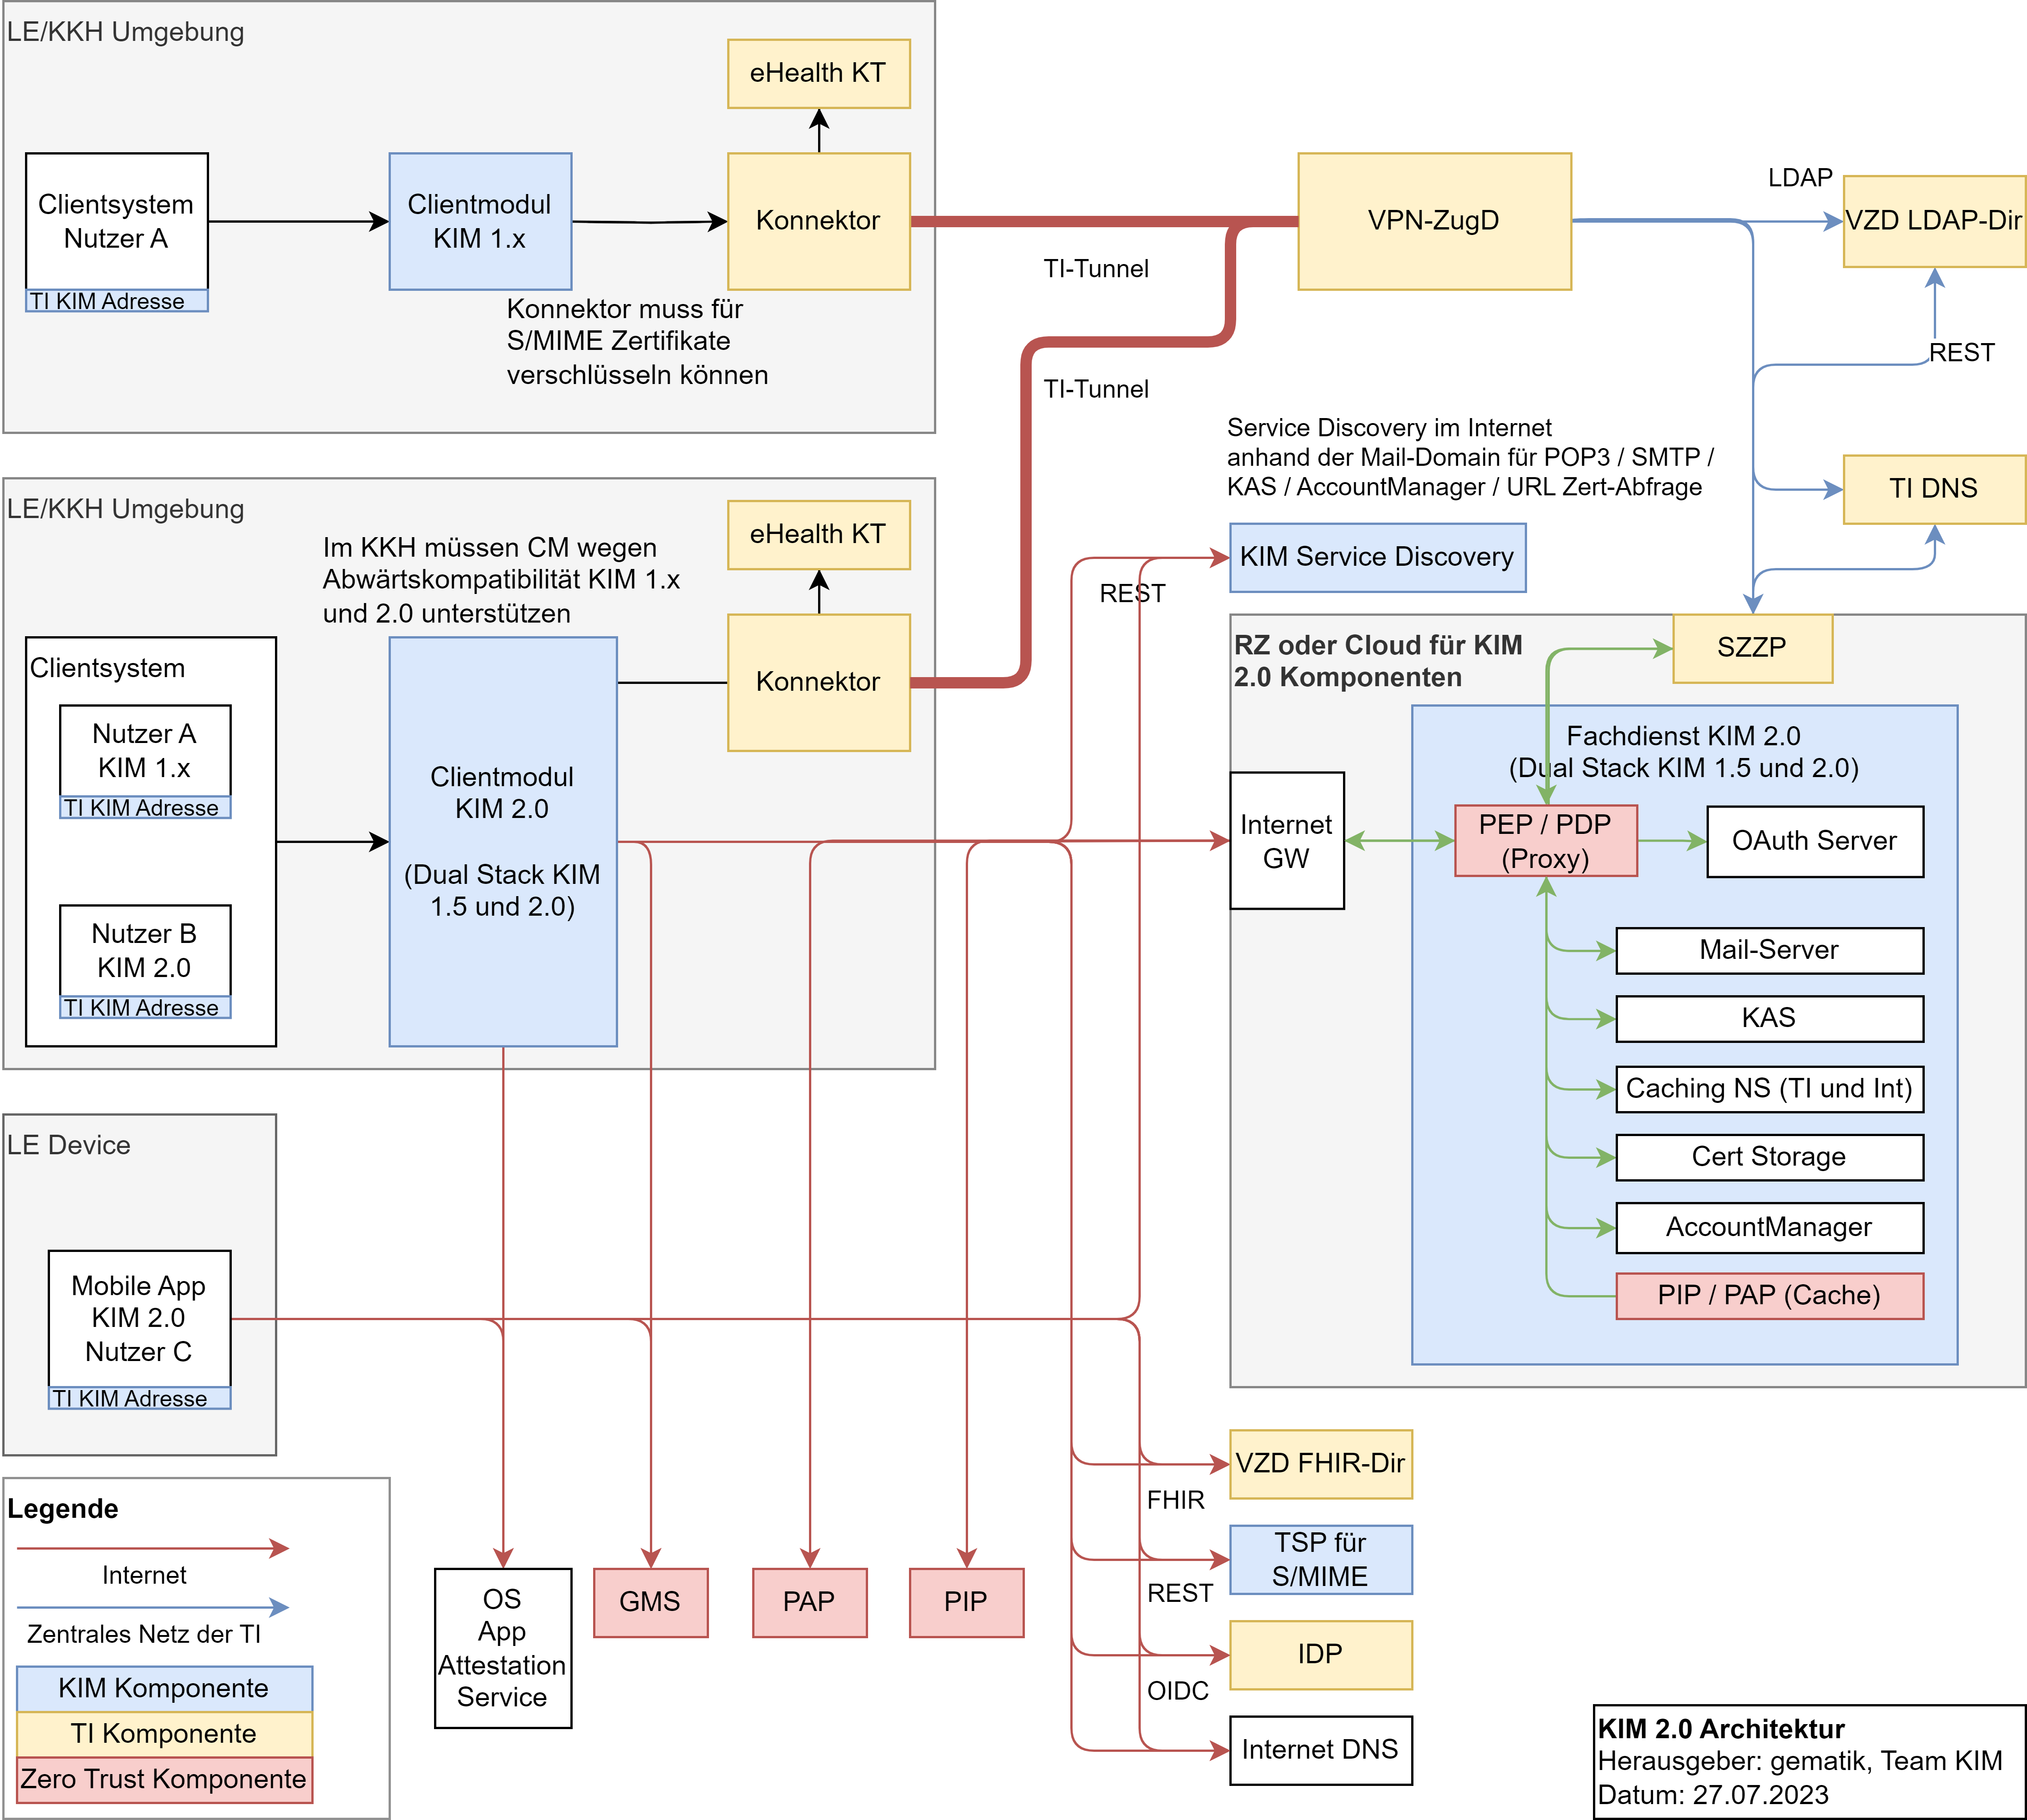 LE/KKH Umgebung
eHealth KT
Clientsystem
Nutzer A
TI KIM Adresse
Clientmodul
KIM 1.x
Konnektor
Konnektor muss für
S/MIME Zertifikate
verschlüsseln können
TI-Tunnel
TI-Tunnel
VPN-ZugD
LDAP
VZD LDAP-Dir
REST
Service Discovery im Internet
anhand der Mail-Domain für POP3 / SMTP /
KAS / AccountManager / URL Zert-Abfrage
TI DNS
KIM Service Discovery
REST
LE/KKH Umgebung
Im KKH müssen CM wegen
Abwärtskompatibilität KIM 1.x
und 2.0 unterstützen
eHealth KT
Konnektor
Clientsystem
Nutzer A
KIM 1.x
TI KIM Adresse
Nutzer B
KIM 2.0
TI KIM Adresse
Clientmodul
KIM 2.0
(Dual Stack KIM
1.5 und 2.0)
RZ oder Cloud für KIM
2.0 Komponenten
SZZP
Fachdienst KIM 2.0
(Dual Stack KIM 1.5 und 2.0)
Internet
GW
PEP / PDP
(Proxy)
OAuth Server
Mail-Server
KAS
Caching NS (TI und Int)
Cert Storage
AccountManager
PIP / PAP (Cache)
LE Device
Mobile App
KIM 2.0
Nutzer C
TI KIM Adresse
VZD FHIR-Dir
FHIR
TSP für
S/MIME
REST
IDP
OIDC
Internet DNS
OS
App
Attestation
Service
GMS
PAP
PIP
Legende
Internet
Zentrales Netz der TI
KIM Komponente
TI Komponente
Zero Trust Komponente
KIM 2.0 Architektur
Herausgeber: gematik, Team KIM
Datum: 27.07.2023